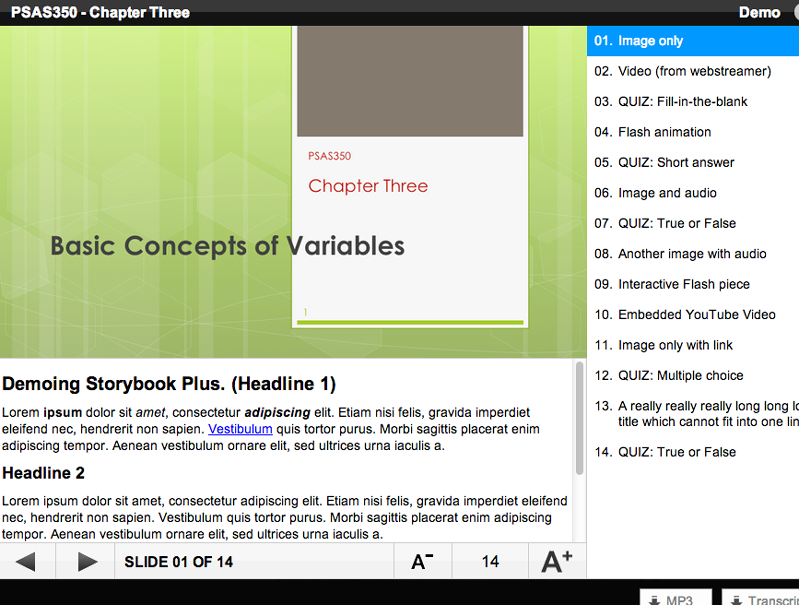 PSAS350 - Chapter Three
Demo
PSAS350
Chapter Three
Basic Concepts of Variables
1
Demoing Storybook Plus. (Headline 1)
Lorem ipsum dolor sit amet, consectetur adipiscing elit. Etiam nisi felis, gravida imperdiet
eleifend nec, hendrerit non sapien. Vestibulum quis tortor purus. Morbi sagittis placerat enim
adipiscing tempor. Aenean vestibulum ornare elit, sed ultrices urna iaculis a.
Headline 2
Lorem ipsum dolor sit amet, consectetur adipiscing elit. Etiam nisi felis, gravida imperdiet eleifend
nec, hendrerit non sapien. Vestibulum quis tortor purus. Morbi sagittis placerat enim adipiscing
tempor. Aenean vestibulum ornare elit, sed ultrices urna iaculis a.
SLIDE 01 OF 14
A-
14
A+
01. Image only
02. Video (from webstreamer)
03. QUIZ: Fill-in-the-blank
04. Flash animation
05. QUIZ: Short answer
06. Image and audio
07. QUIZ: True or False
08. Another image with audio
09. Interactive Flash piece
10. Embedded YouTube Video
11. Image only with link
12. QUIZ: Multiple choice
13. A really really really long long
title which cannot fit into one
14. QUIZ: True or False
MP3